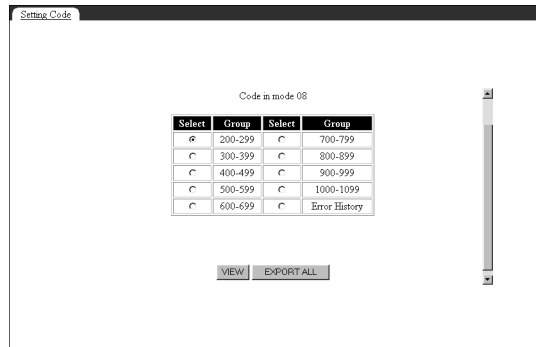 Setting Code
Code in mode 08
Select Group Select Group
200-299 700-799
300-399 800-899
400-499 900-999
500-599 1000-1099
600-699 Error History
VIEW EXPORT ALL